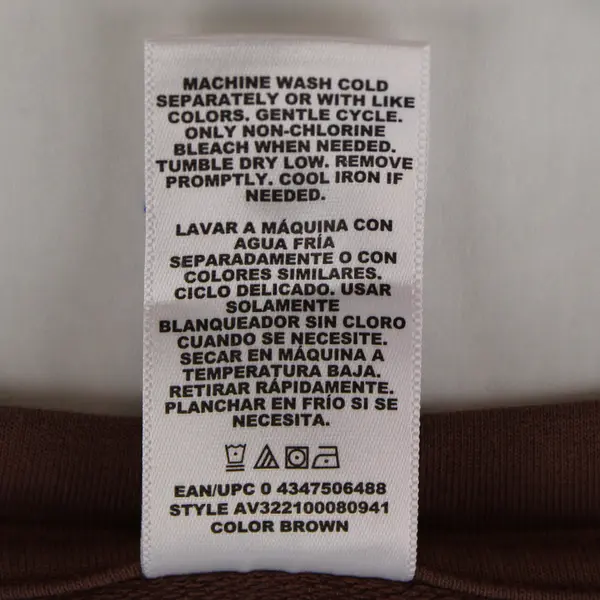 MACHINE WASH COLD
SEPARATELY OR WITH LIKE
COLORS. GENTLE CYCLE.
ONLY NON-CHLORINE
BLEACH WHEN NEEDED.
TUMBLE DRY LOW. REMOVE
PROMPTLY. COOL IRON IF
NEEDED.
LAVAR A MÁQUINA CON
AGUA FRÍA
SEPARADAMENTE O CON
COLORES SIMILARES.
CICLO DELICADO. USAR
SOLAMENTE
BLANQUEADOR SIN CLORO
CUANDO SE NECESITE.
SECAR EN MÁQUINA A
TEMPERATURA BAJA.
RETIRAR RÁPIDAMENTE.
PLANCHAR EN FRÍO SI SE
NECESITA.
EAN/UPC 0 4347506488
STYLE AV322100080941
COLOR BROWN